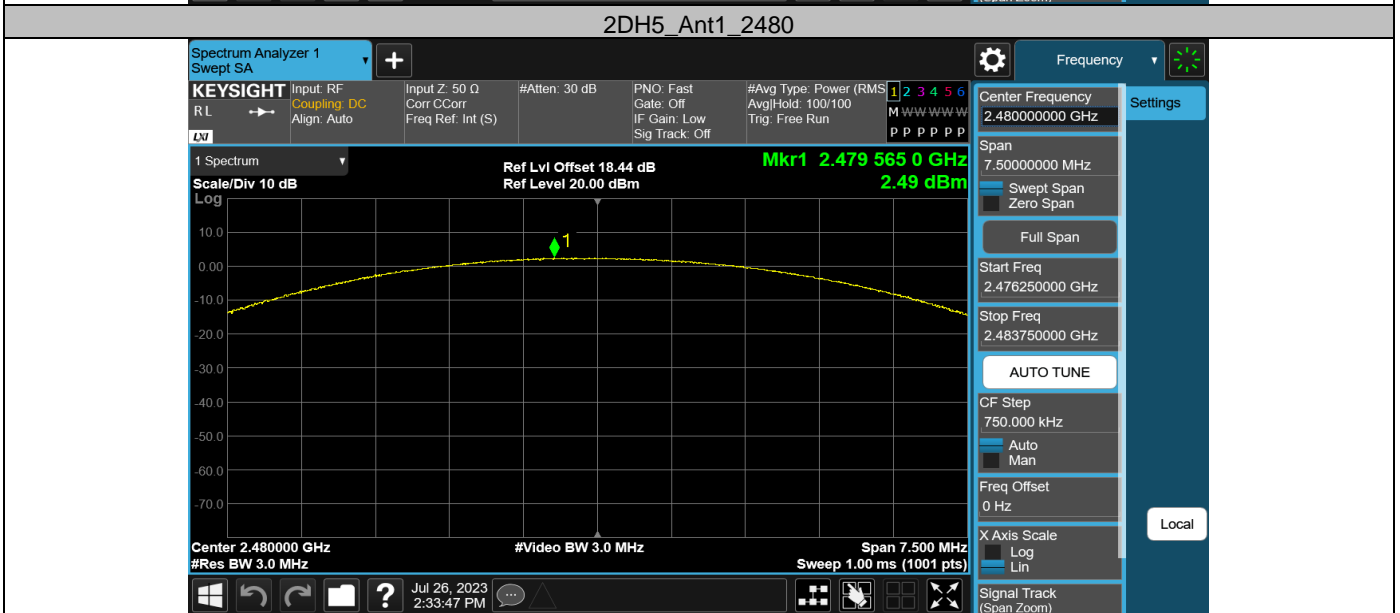 (Span Zoom)
2DH5_Ant1_2480
Spectrum Analyzer 1
Swept SA
Frequency
KEYSIGHT
RL
LXI
Input: RF
Coupling: DC
Align: Auto
Input Z: 50 Ω
Corr CCorr
Freq Ref: Int (S)
#Atten: 30 dB
PNO: Fast
Gate: Off
IF Gain: Low
Sig Track: Off
#Avg Type: Power (RMS
Avg|Hold: 100/100
Trig: Free Run
1 2 3 4 5 6
M W W W W W
P P P P P P
1 Spectrum
Scale/Div 10 dB
Ref Lvl Offset 18.44 dB
Ref Level 20.00 dBm
Mkr1 2.479 565 0 GHz
2.49 dBm
Log
10.0
0.00
-10.0
-20.0
-30.0
-40.0
-50.0
-60.0
-70.0
1
Center 2.480000 GHz
#Res BW 3.0 MHz
#Video BW 3.0 MHz
Span 7.500 MHz
Sweep 1.00 ms (1001 pts)
?
Jul 26, 2023
2:33:47 PM
Center Frequency
2.480000000 GHz
Span
7.50000000 MHz
Swept Span
Zero Span
Full Span
Start Freq
2.476250000 GHz
Stop Freq
2.483750000 GHz
AUTO TUNE
CF Step
750.000 kHz
Auto
Man
Freq Offset
0 Hz
X Axis Scale
Log
Lin
Signal Track
(Span Zoom)
Settings
Local